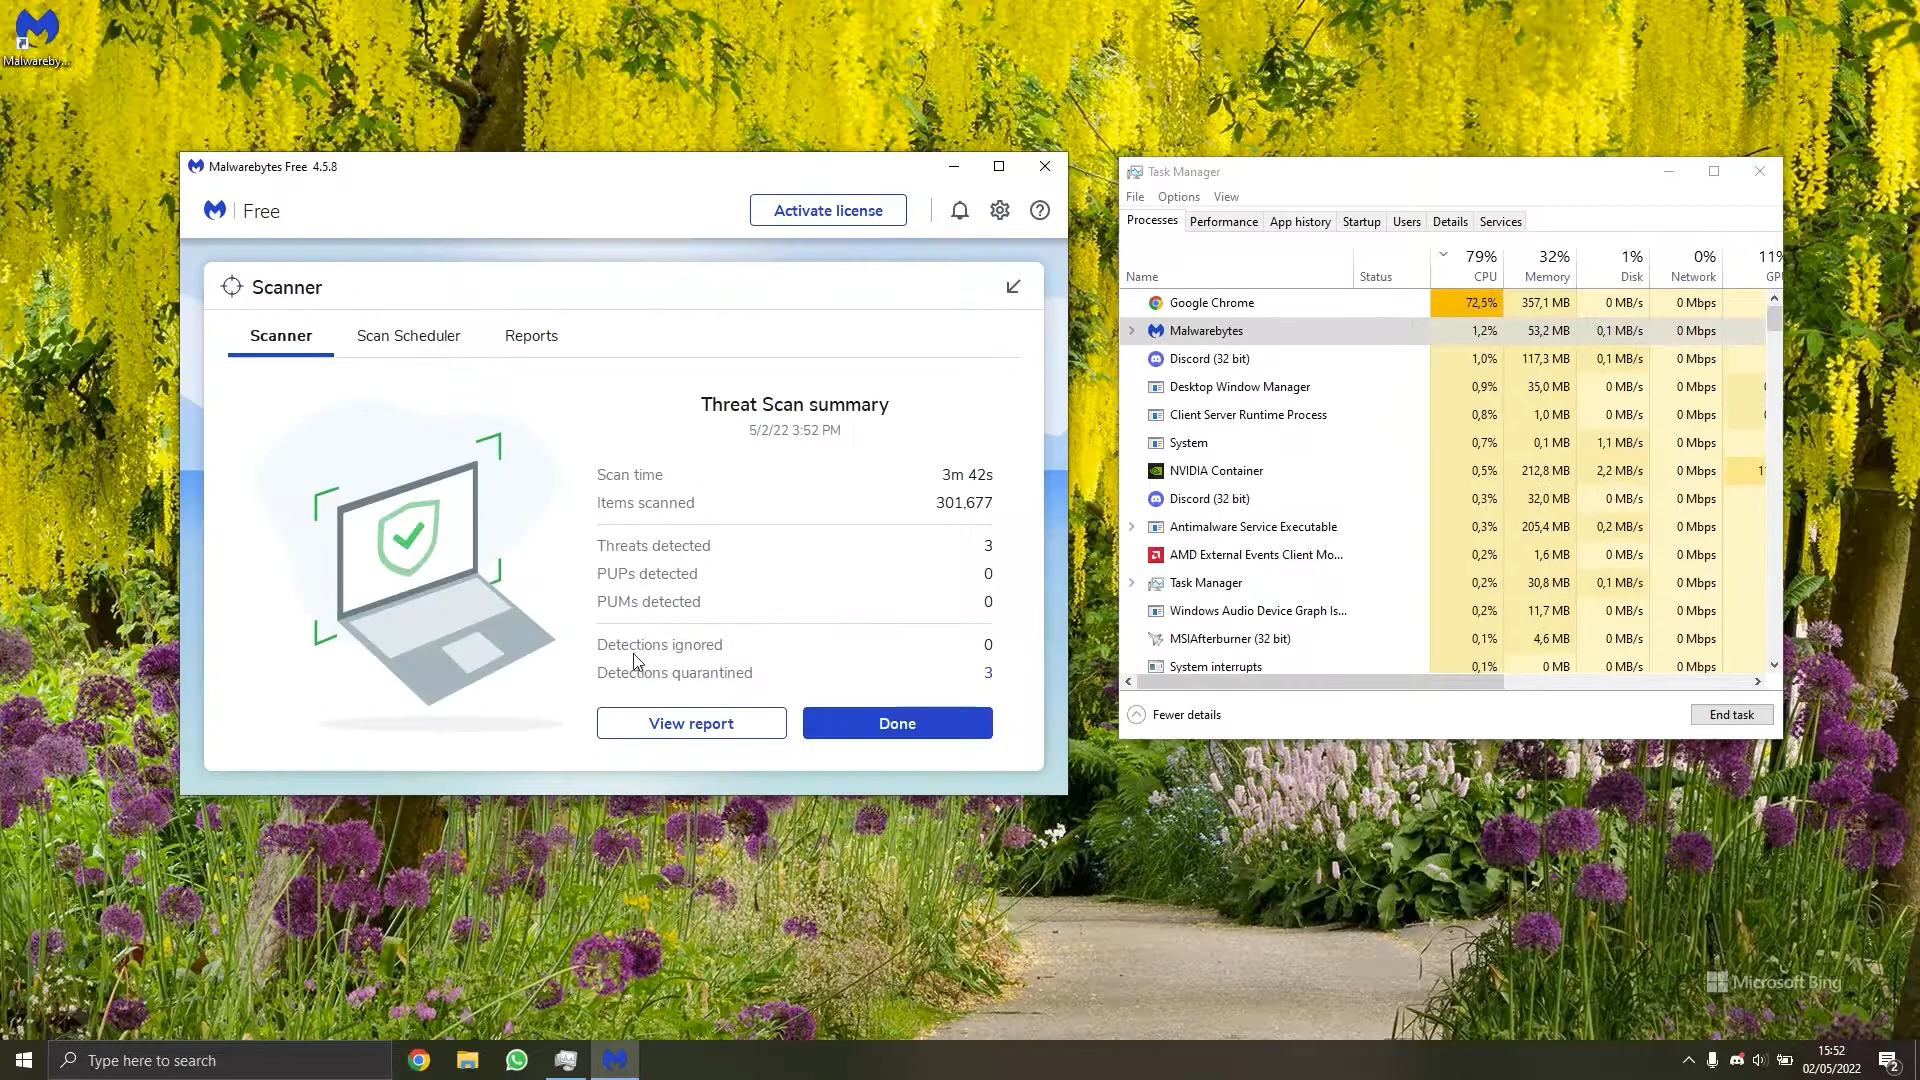 Malwareby...
Malwarebytes Free 4.5.8
Free
Activate license
Scanner
Scanner Scan Scheduler Reports
Threat Scan summary
5/2/22 3:52 PM
Scan time 3m 42s
Items scanned 301,677
Threats detected 3
PUPs detected 0
PUMs detected 0
Detections ignored 0
Detections quarantined 3
View report Done
Task Manager
File Options View
Processes Performance App history Startup Users Details Services
79% 32% 1% 0% 11%
Name Status CPU Memory Disk Network GP
Google Chrome 72,5% 357,1 MB 0 MB/s 0 Mbps
Malwarebytes 1,2% 53,2 MB 0,1 MB/s 0 Mbps
Discord (32 bit) 1,0% 117,3 MB 0,1 MB/s 0 Mbps
Desktop Window Manager 0,9% 35,0 MB 0 MB/s 0 Mbps
Client Server Runtime Process 0,8% 1,0 MB 0 MB/s 0 Mbps
System 0,7% 0,1 MB 1,1 MB/s 0 Mbps
NVIDIA Container 0,5% 212,8 MB 2,2 MB/s 0 Mbps
Discord (32 bit) 0,3% 32,0 MB 0 MB/s 0 Mbps
Antimalware Service Executable 0,3% 205,4 MB 0,2 MB/s 0 Mbps
AMD External Events Client Mo... 0,2% 1,6 MB 0 MB/s 0 Mbps
Task Manager 0,2% 30,8 MB 0,1 MB/s 0 Mbps
Windows Audio Device Graph Is... 0,2% 11,7 MB 0 MB/s 0 Mbps
MSIAfterburner (32 bit) 0,1% 4,6 MB 0 MB/s 0 Mbps
System interrupts 0,1% 0 MB 0 MB/s 0 Mbps
Fewer details End task
Microsoft Bing
Type here to search
15:52
02/05/2022
2